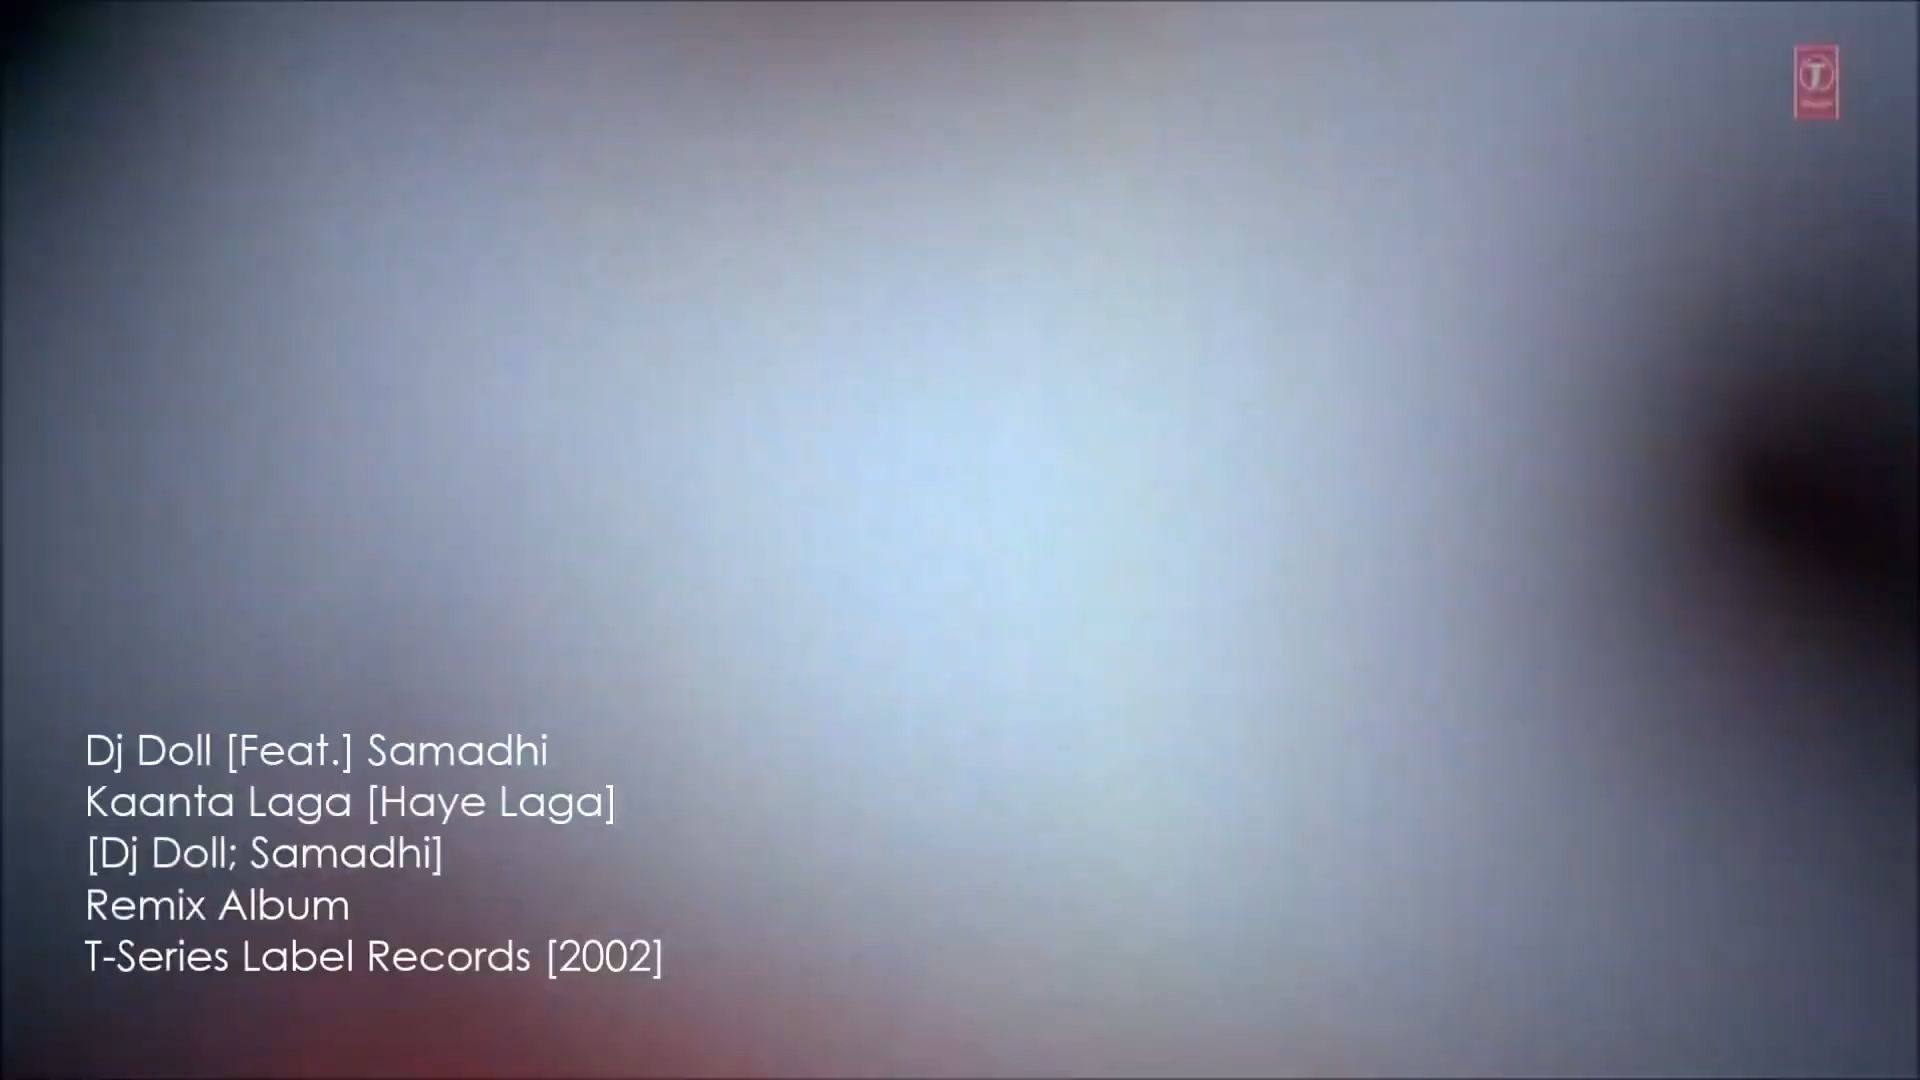 Dj Doll [Feat.] Samadhi
Kaanta Laga [Haye Laga]
[Dj Doll; Samadhi]
Remix Album
T-Series Label Records [2002]
T